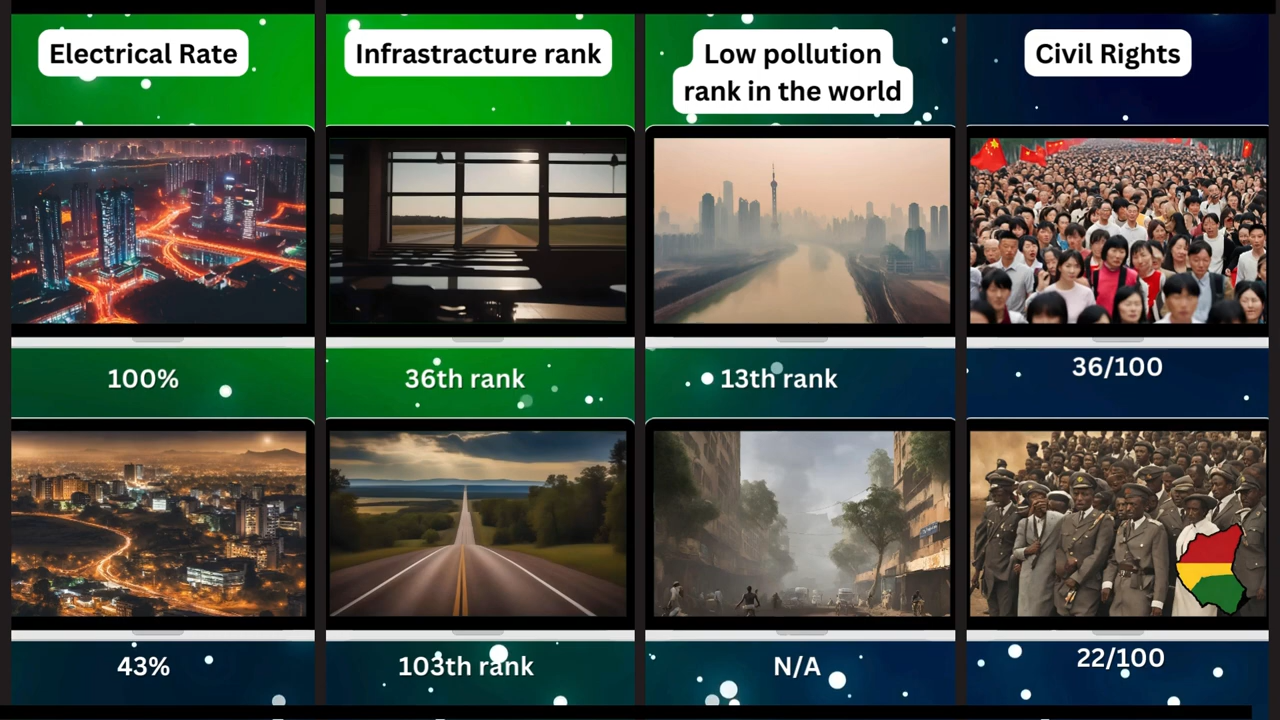 Electrical Rate
Infrastracture rank
Low pollution
rank in the world
Civil Rights
100%
36th rank
13th rank
36/100
43%
103th rank
N/A
22/100